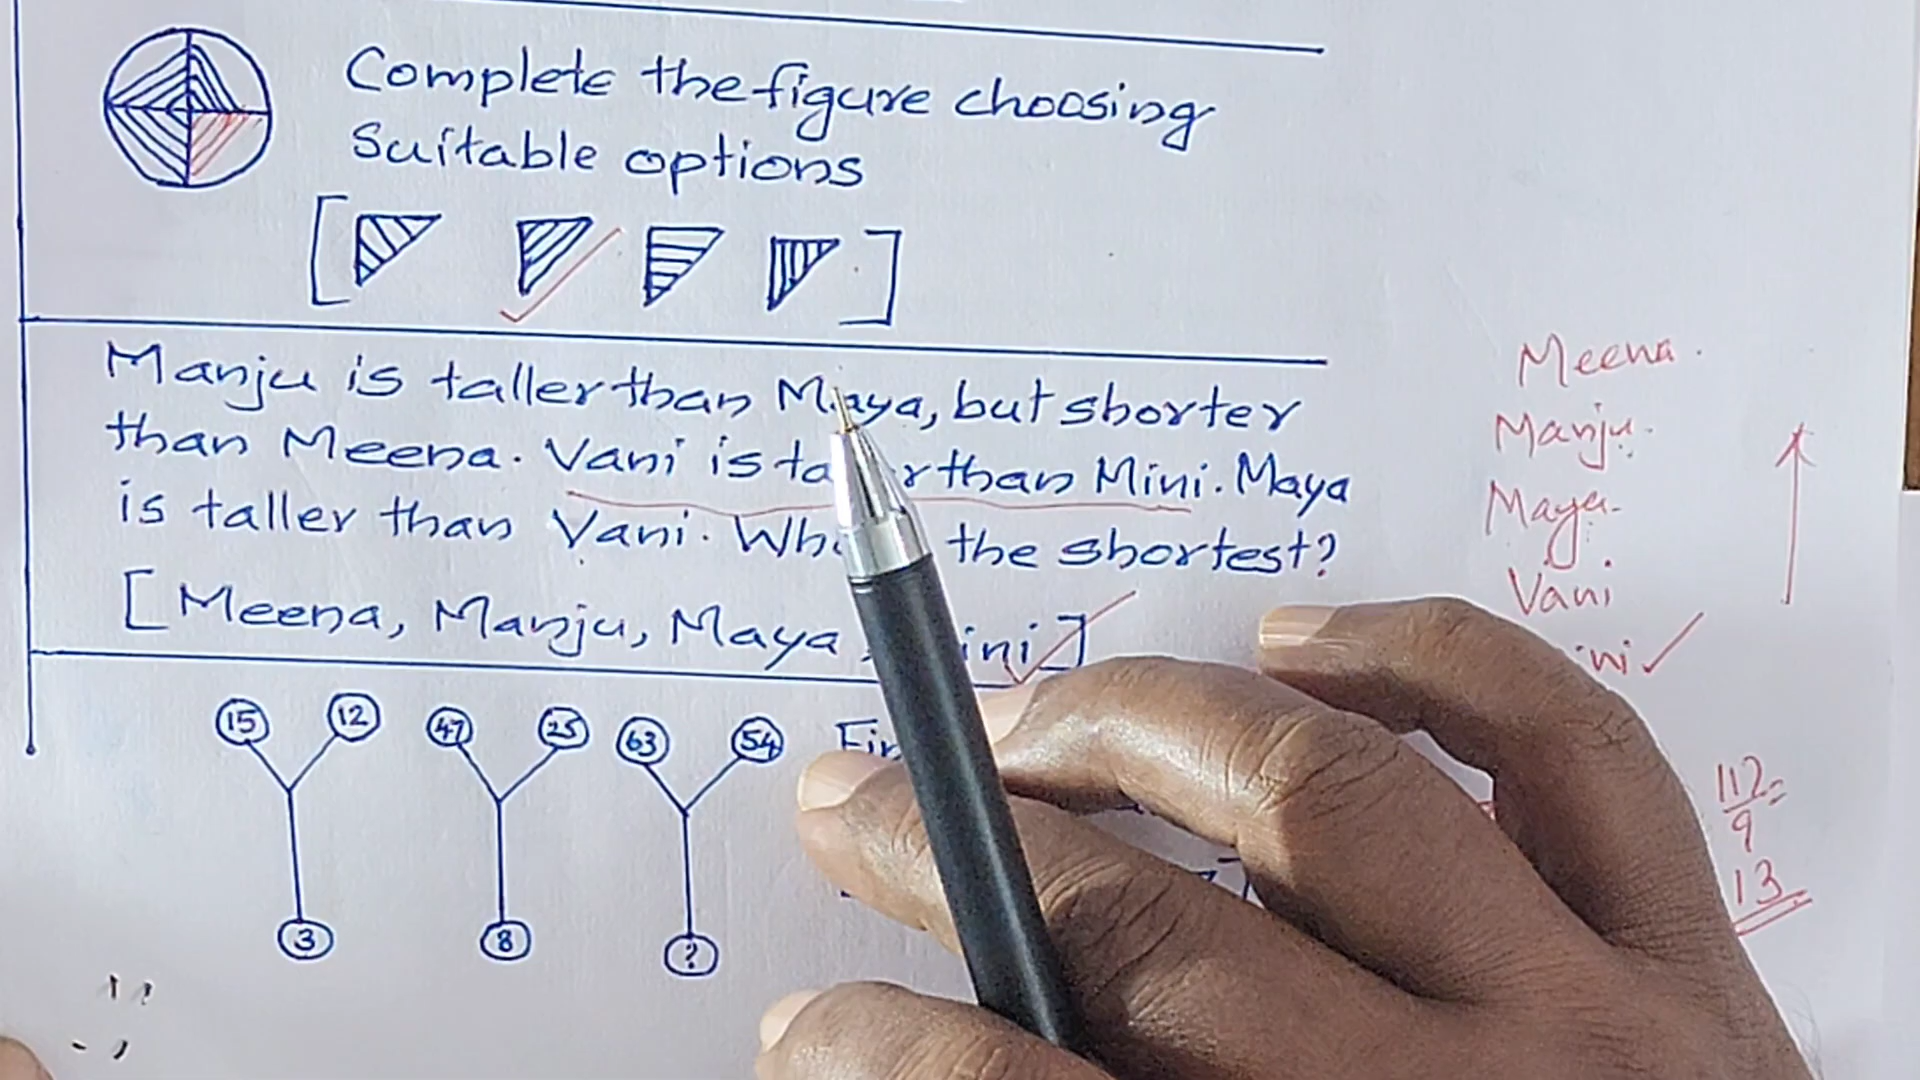 Complete the figure choosing
Suitable options
Manju is taller than Maya, but shorter
than Meena. Vani is than Mini. Maya
is taller than Vani. the shortest?
[Meena, Manju, Maya, ]
Meena.
Manju.
Maya.
Vani
15 12 47 25 63 54
3 8 ?
112
9
13